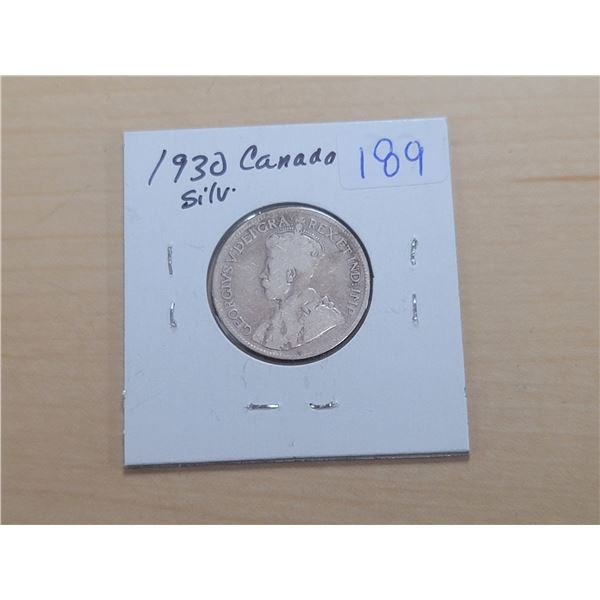 1930 Canada
189
silv.
GEORGIVS V DEI GRA: REX ET IND:IMP: